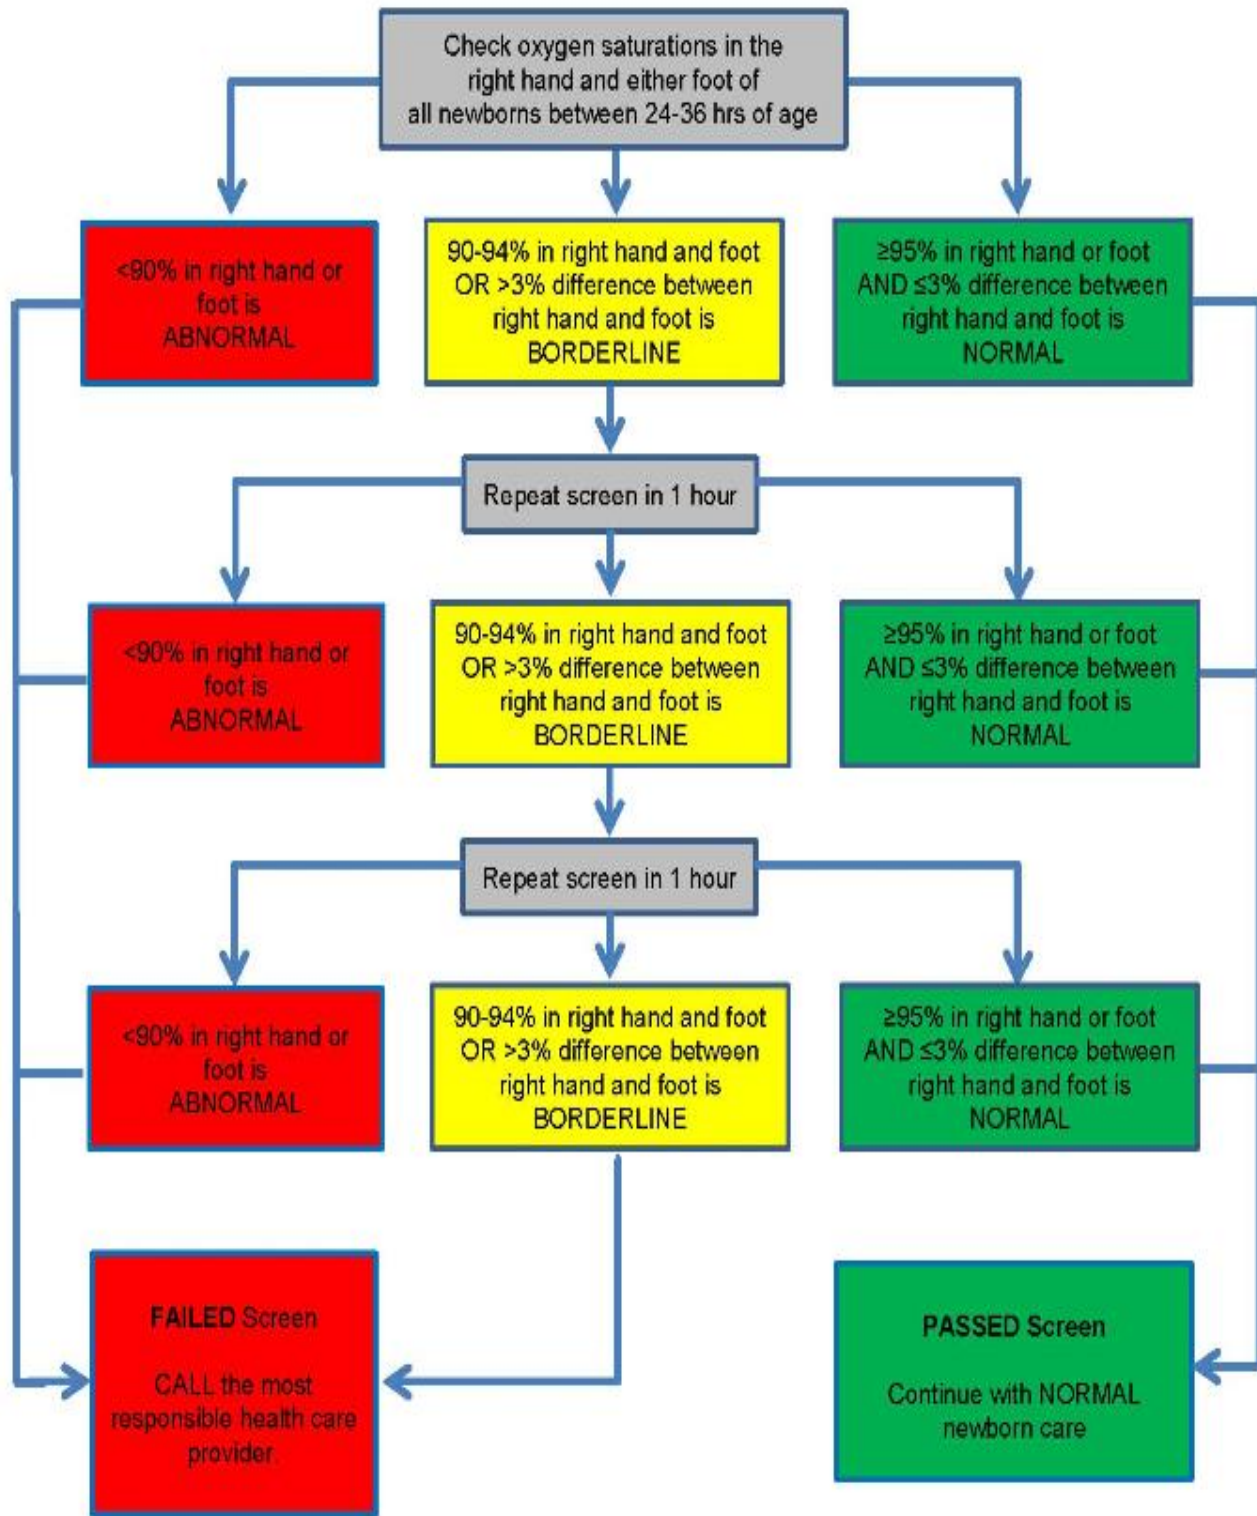 Check oxygen saturations in the
right hand and either foot of
all newborns between 24-36 hrs of age
<90% in right hand or
foot is
ABNORMAL
90-94% in right hand and foot
OR >3% difference between
right hand and foot is
BORDERLINE
≥95% in right hand or foot
AND ≤3% difference between
right hand and foot is
NORMAL
Repeat screen in 1 hour
<90% in right hand or
foot is
ABNORMAL
90-94% in right hand and foot
OR >3% difference between
right hand and foot is
BORDERLINE
≥95% in right hand or foot
AND ≤3% difference between
right hand and foot is
NORMAL
Repeat screen in 1 hour
<90% in right hand or
foot is
ABNORMAL
90-94% in right hand and foot
OR >3% difference between
right hand and foot is
BORDERLINE
≥95% in right hand or foot
AND ≤3% difference between
right hand and foot is
NORMAL
FAILED Screen
CALL the most
responsible health care
provider.
PASSED Screen
Continue with NORMAL
newborn care